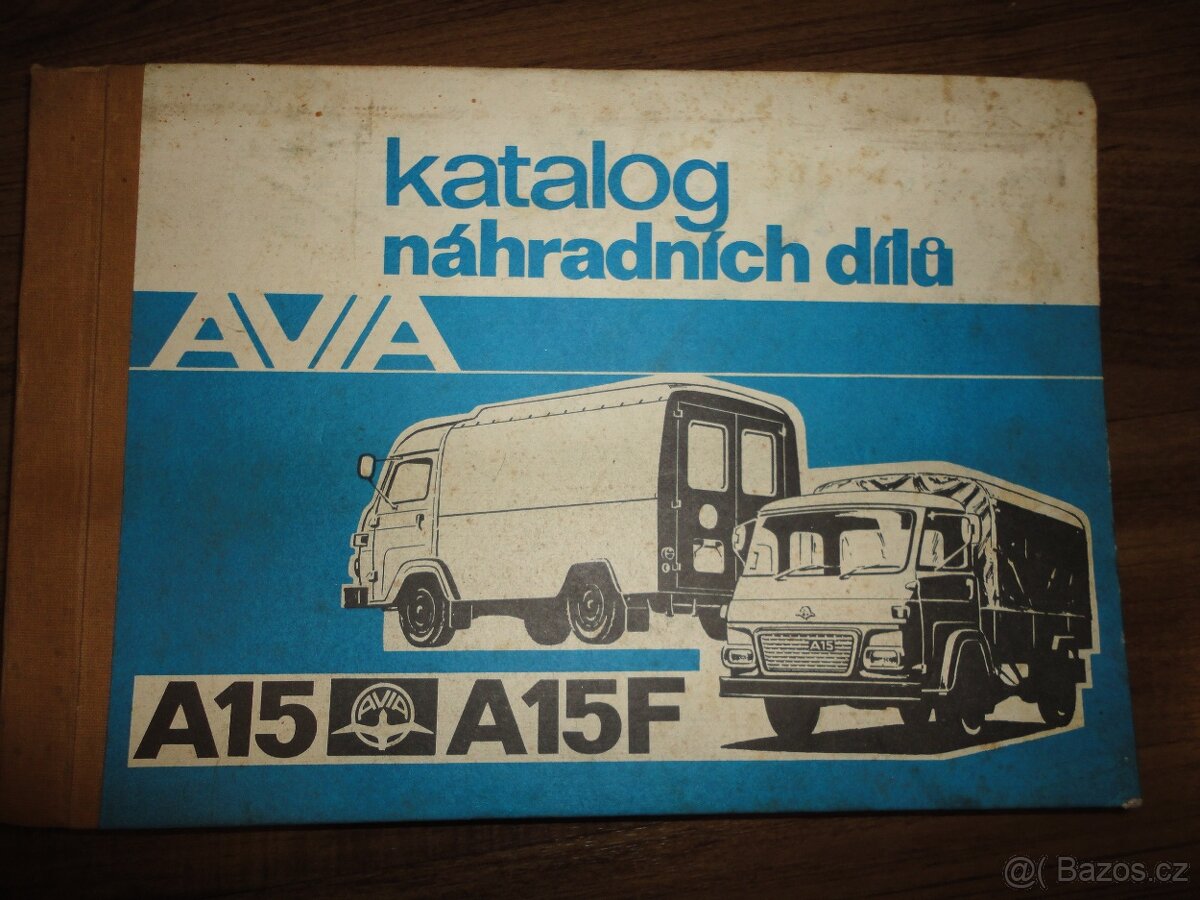 katalog
náhradních dílů
AVIA
A15
A15 AVIA A15F
@( Bazos.cz